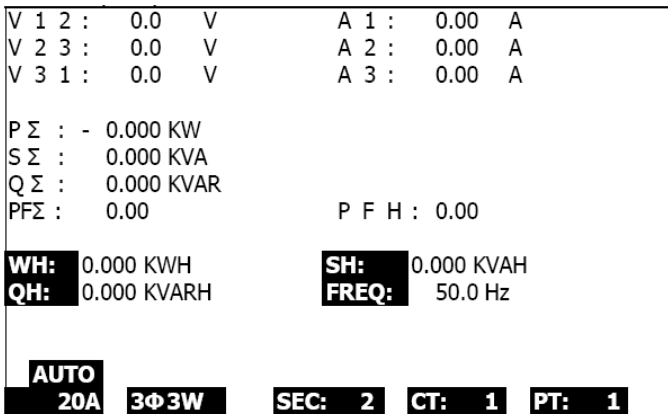 V 1 2 : 0.0 V A 1 : 0.00 A
V 2 3 : 0.0 V A 2 : 0.00 A
V 3 1 : 0.0 V A 3 : 0.00 A
P Σ : - 0.000 KW
S Σ : 0.000 KVA
Q Σ : 0.000 KVAR
PFΣ : 0.00 P F H : 0.00
WH: 0.000 KWH SH: 0.000 KVAH
QH: 0.000 KVARH FREQ: 50.0 Hz
AUTO
20A 3Φ3W SEC: 2 CT: 1 PT: 1